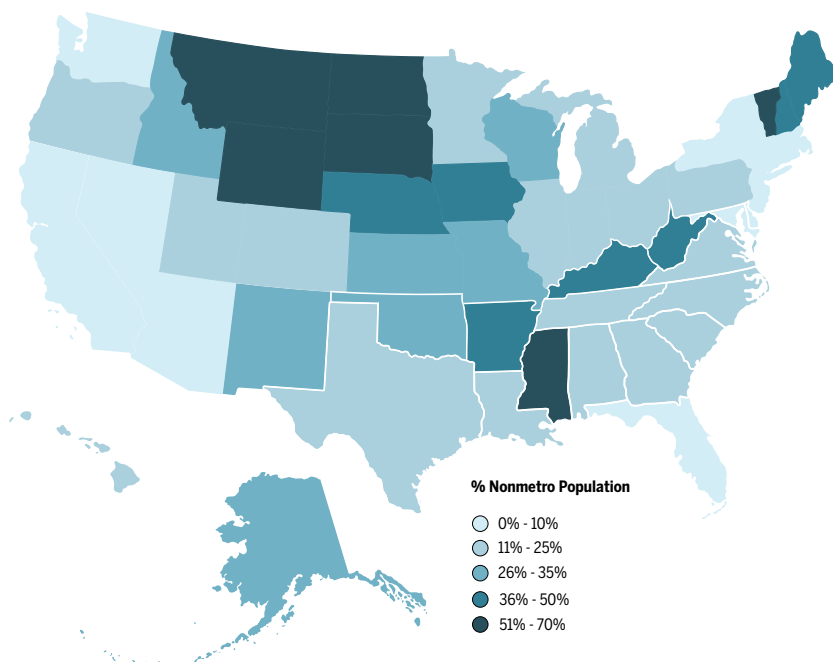 % Nonmetro Population
0% - 10%
11% - 25%
26% - 35%
36% - 50%
51% - 70%